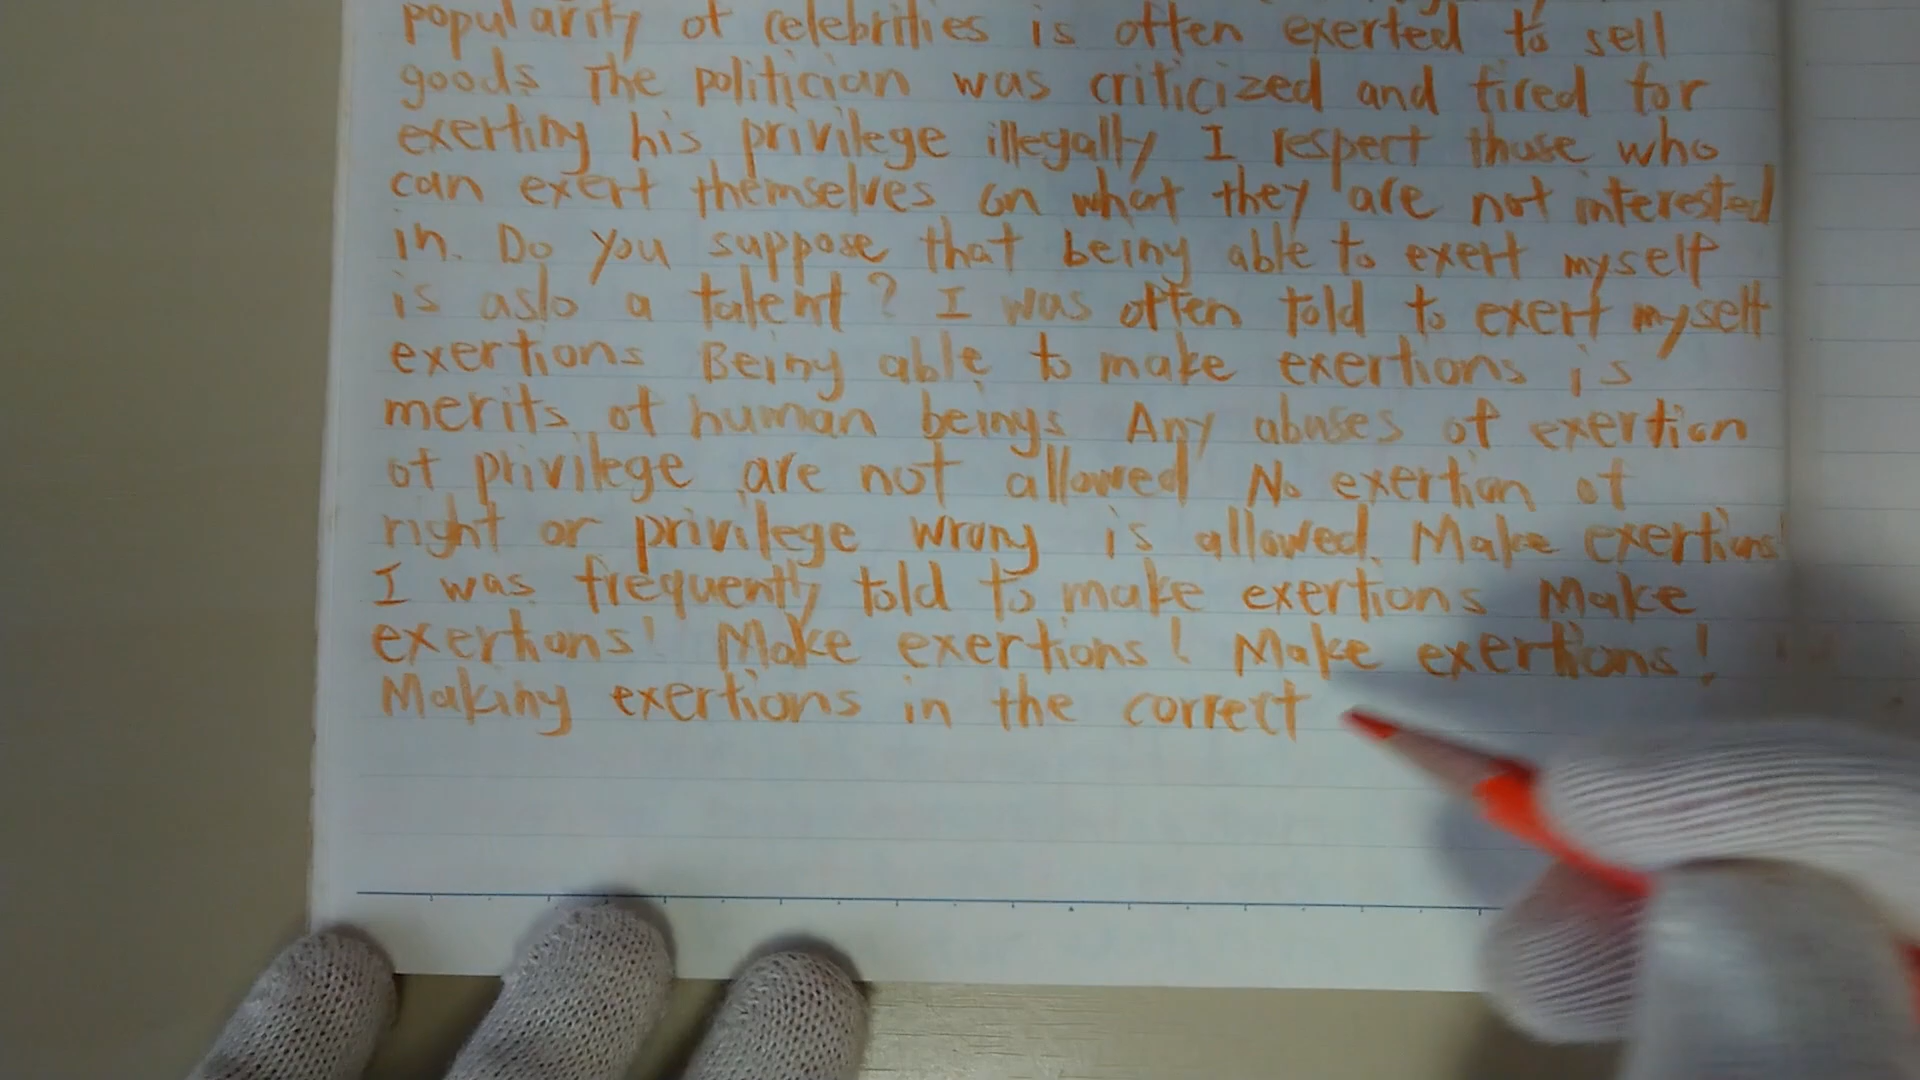 popularity of celebrities is often exerted to sell
goods The politician was criticized and fired for
exerting his privilege illegally I respect those who
can exert themselves on what they are not interested
in. Do you suppose that being able to exert myself
is aslo a talent? I was often told to exert myself
exertions Being able to make exertions is
merits of human beings Any abuses of exertion
of privilege are not allowed No exertion of
right or privilege wrong is allowed. Make exertions
I was frequently told to make exertions Make
exertions! Make exertions! Make exertions!
Making exertions in the correct